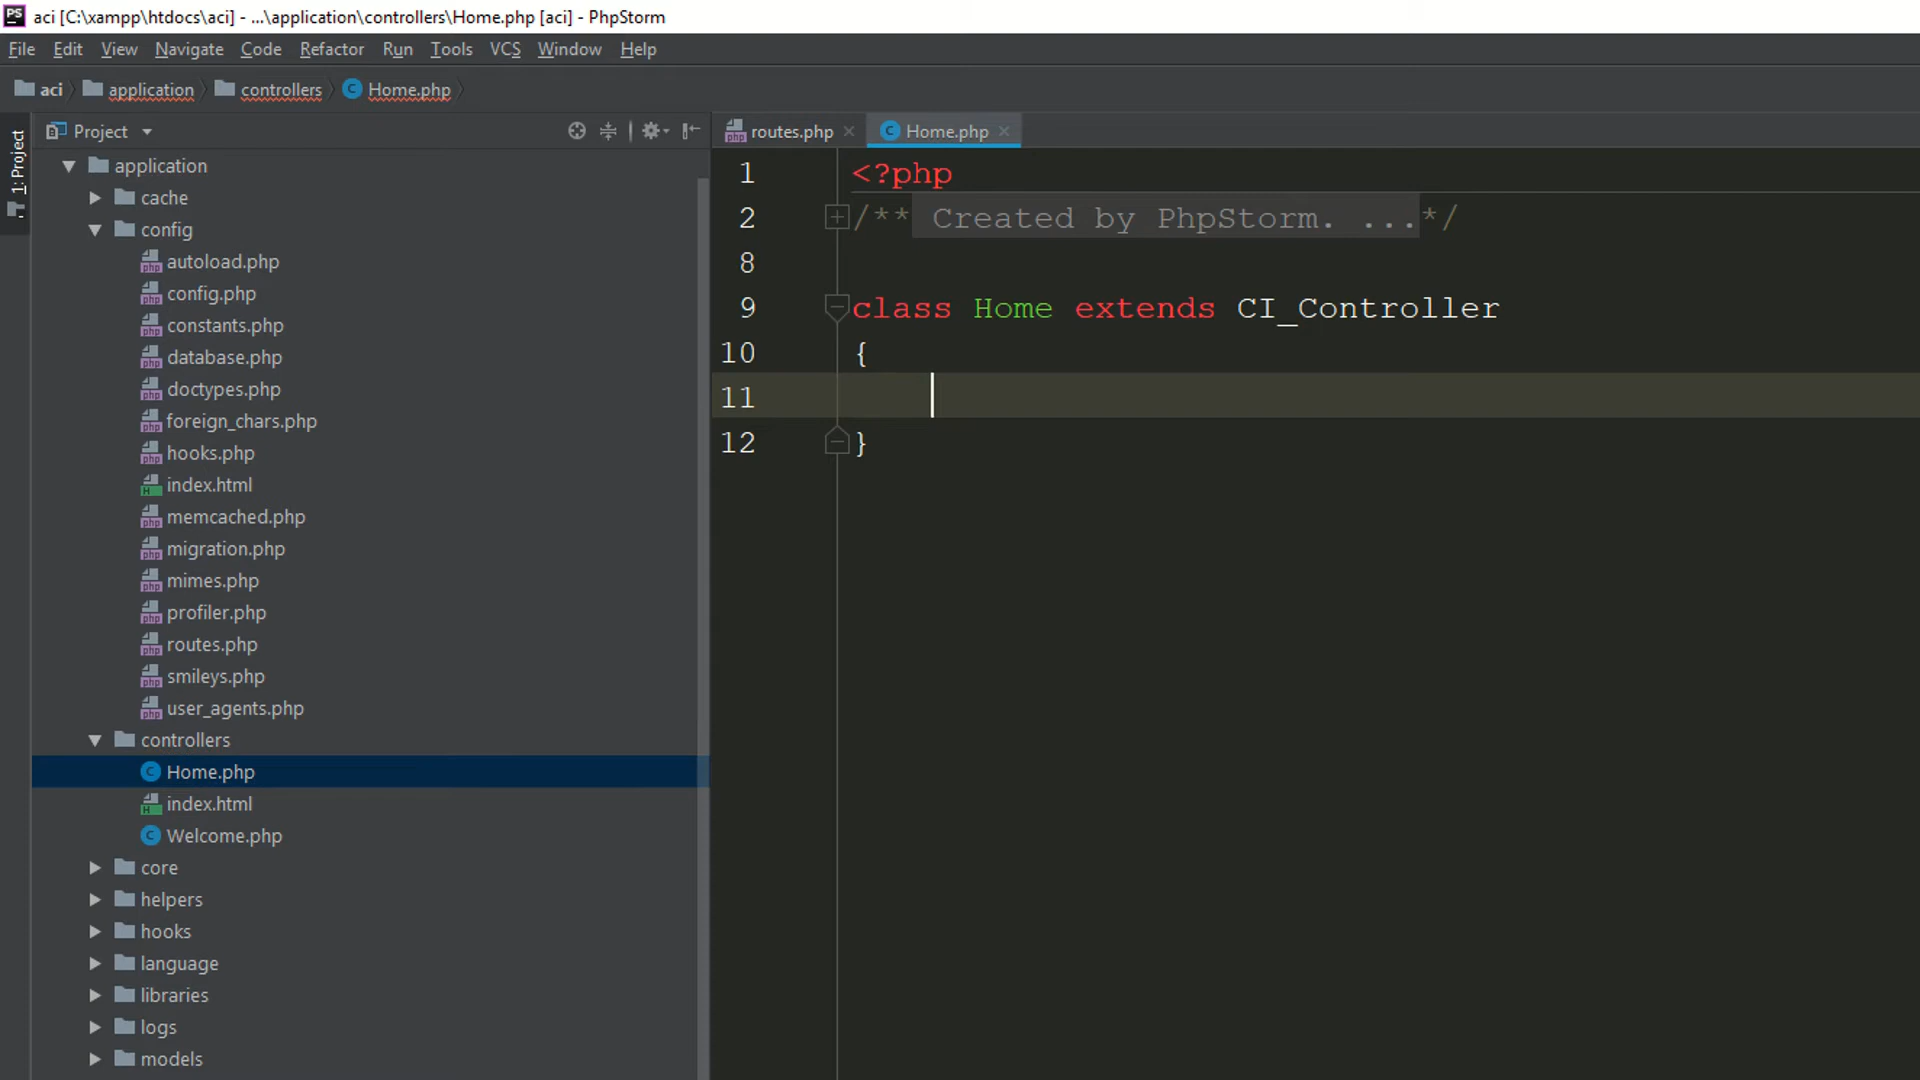 PS aci [C:\xampp\htdocs\aci] - ...\application\controllers\Home.php [aci] - PhpStorm
File Edit View Navigate Code Refactor Run Tools VCS Window Help
aci application controllers Home.php
1: Project
Project
routes.php Home.php
application
cache
config
autoload.php
config.php
constants.php
database.php
doctypes.php
foreign_chars.php
hooks.php
index.html
memcached.php
migration.php
mimes.php
profiler.php
routes.php
smileys.php
user_agents.php
controllers
Home.php
index.html
Welcome.php
core
helpers
hooks
language
libraries
logs
models
1 <?php
2 /** Created by PhpStorm. ...*/
8
9 class Home extends CI_Controller
10 {
11
12 }